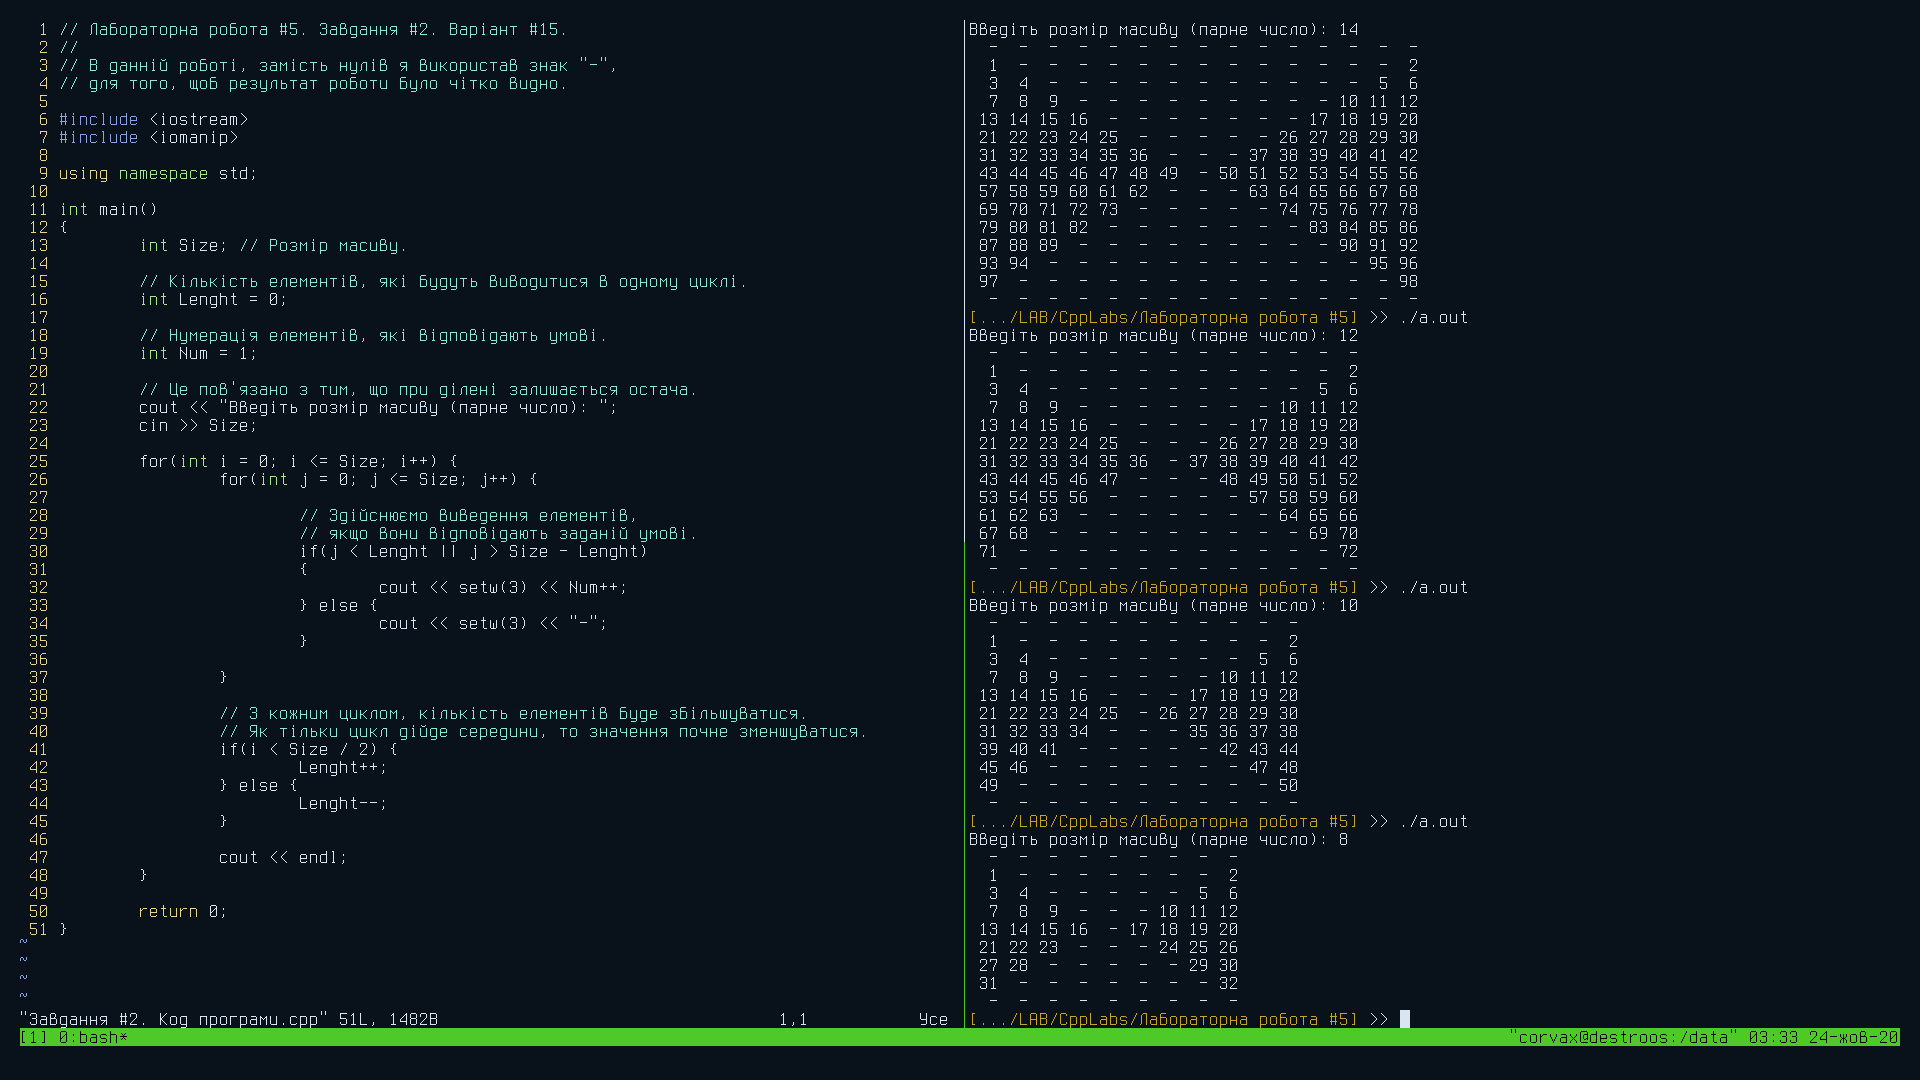 1 // Лабораторна робота #5. Завдання #2. Варіант #15.
2 //
3 // В данній роботі, замість нулів я використав знак "-",
4 // для того, щоб результат роботи було чітко видно.
5
6 #include <iostream>
7 #include <iomanip>
8
9 using namespace std;
10
11 int main()
12 {
13         int Size; // Розмір масиву.
14
15         // Кількість елементів, які будуть виводитися в одному циклі.
16         int Lenght = 0;
17
18         // Нумерація елементів, які відповідають умові.
19         int Num = 1;
20
21         // Це пов'язано з тим, що при ділені залишається остача.
22         cout << "Введіть розмір масиву (парне число): ";
23         cin >> Size;
24
25         for(int i = 0; i <= Size; i++) {
26                 for(int j = 0; j <= Size; j++) {
27
28                         // Здійснюємо виведення елементів,
29                         // якщо вони відповідають заданій умові.
30                         if(j < Lenght || j > Size - Lenght)
31                         {
32                                 cout << setw(3) << Num++;
33                         } else {
34                                 cout << setw(3) << "-";
35                         }
36
37                 }
38
39                 // З кожним циклом, кількість елементів буде збільшуватися.
40                 // Як тільки цикл дійде середини, то значення почне зменшуватися.
41                 if(i < Size / 2) {
42                         Lenght++;
43                 } else {
44                         Lenght--;
45                 }
46
47                 cout << endl;
48         }
49
50         return 0;
51 }
~
~
~
~
"Завдання #2. Код програми.cpp" 51L, 1482B 1,1 Усе
Введіть розмір масиву (парне число): 14
- - - - - - - - - - - - - - -
1 - - - - - - - - - - - - - 2
3 4 - - - - - - - - - - - 5 6
7 8 9 - - - - - - - - - 10 11 12
13 14 15 16 - - - - - - - 17 18 19 20
21 22 23 24 25 - - - - - 26 27 28 29 30
31 32 33 34 35 36 - - - 37 38 39 40 41 42
43 44 45 46 47 48 49 - 50 51 52 53 54 55 56
57 58 59 60 61 62 - - - 63 64 65 66 67 68
69 70 71 72 73 - - - - - 74 75 76 77 78
79 80 81 82 - - - - - - - 83 84 85 86
87 88 89 - - - - - - - - - 90 91 92
93 94 - - - - - - - - - - - 95 96
97 - - - - - - - - - - - - - 98
- - - - - - - - - - - - - - -
[.../LAB/CppLabs/Лабораторна робота #5] >> ./a.out
Введіть розмір масиву (парне число): 12
- - - - - - - - - - - - -
1 - - - - - - - - - - - 2
3 4 - - - - - - - - - 5 6
7 8 9 - - - - - - - 10 11 12
13 14 15 16 - - - - - 17 18 19 20
21 22 23 24 25 - - - 26 27 28 29 30
31 32 33 34 35 36 - 37 38 39 40 41 42
43 44 45 46 47 - - - 48 49 50 51 52
53 54 55 56 - - - - - 57 58 59 60
61 62 63 - - - - - - - 64 65 66
67 68 - - - - - - - - - 69 70
71 - - - - - - - - - - - 72
- - - - - - - - - - - - -
[.../LAB/CppLabs/Лабораторна робота #5] >> ./a.out
Введіть розмір масиву (парне число): 10
- - - - - - - - - - -
1 - - - - - - - - - 2
3 4 - - - - - - - 5 6
7 8 9 - - - - - 10 11 12
13 14 15 16 - - - 17 18 19 20
21 22 23 24 25 - 26 27 28 29 30
31 32 33 34 - - - 35 36 37 38
39 40 41 - - - - - 42 43 44
45 46 - - - - - - - 47 48
49 - - - - - - - - - 50
- - - - - - - - - - -
[.../LAB/CppLabs/Лабораторна робота #5] >> ./a.out
Введіть розмір масиву (парне число): 8
- - - - - - - - -
1 - - - - - - - 2
3 4 - - - - - 5 6
7 8 9 - - - 10 11 12
13 14 15 16 - 17 18 19 20
21 22 23 - - - 24 25 26
27 28 - - - - - 29 30
31 - - - - - - - 32
- - - - - - - - -
[.../LAB/CppLabs/Лабораторна робота #5] >>
[1] 0:bash* "corvax@destroos:/data" 03:33 24-жов-20